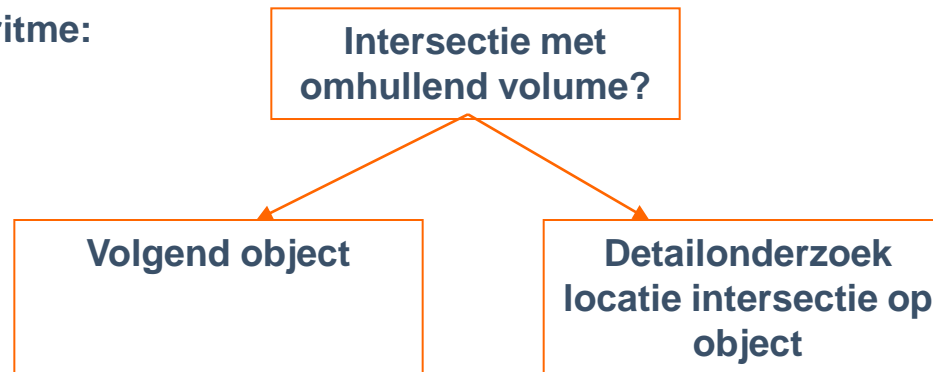 ritme:
Intersectie met
omhullend volume?
Volgend object
Detailonderzoek
locatie intersectie op
object